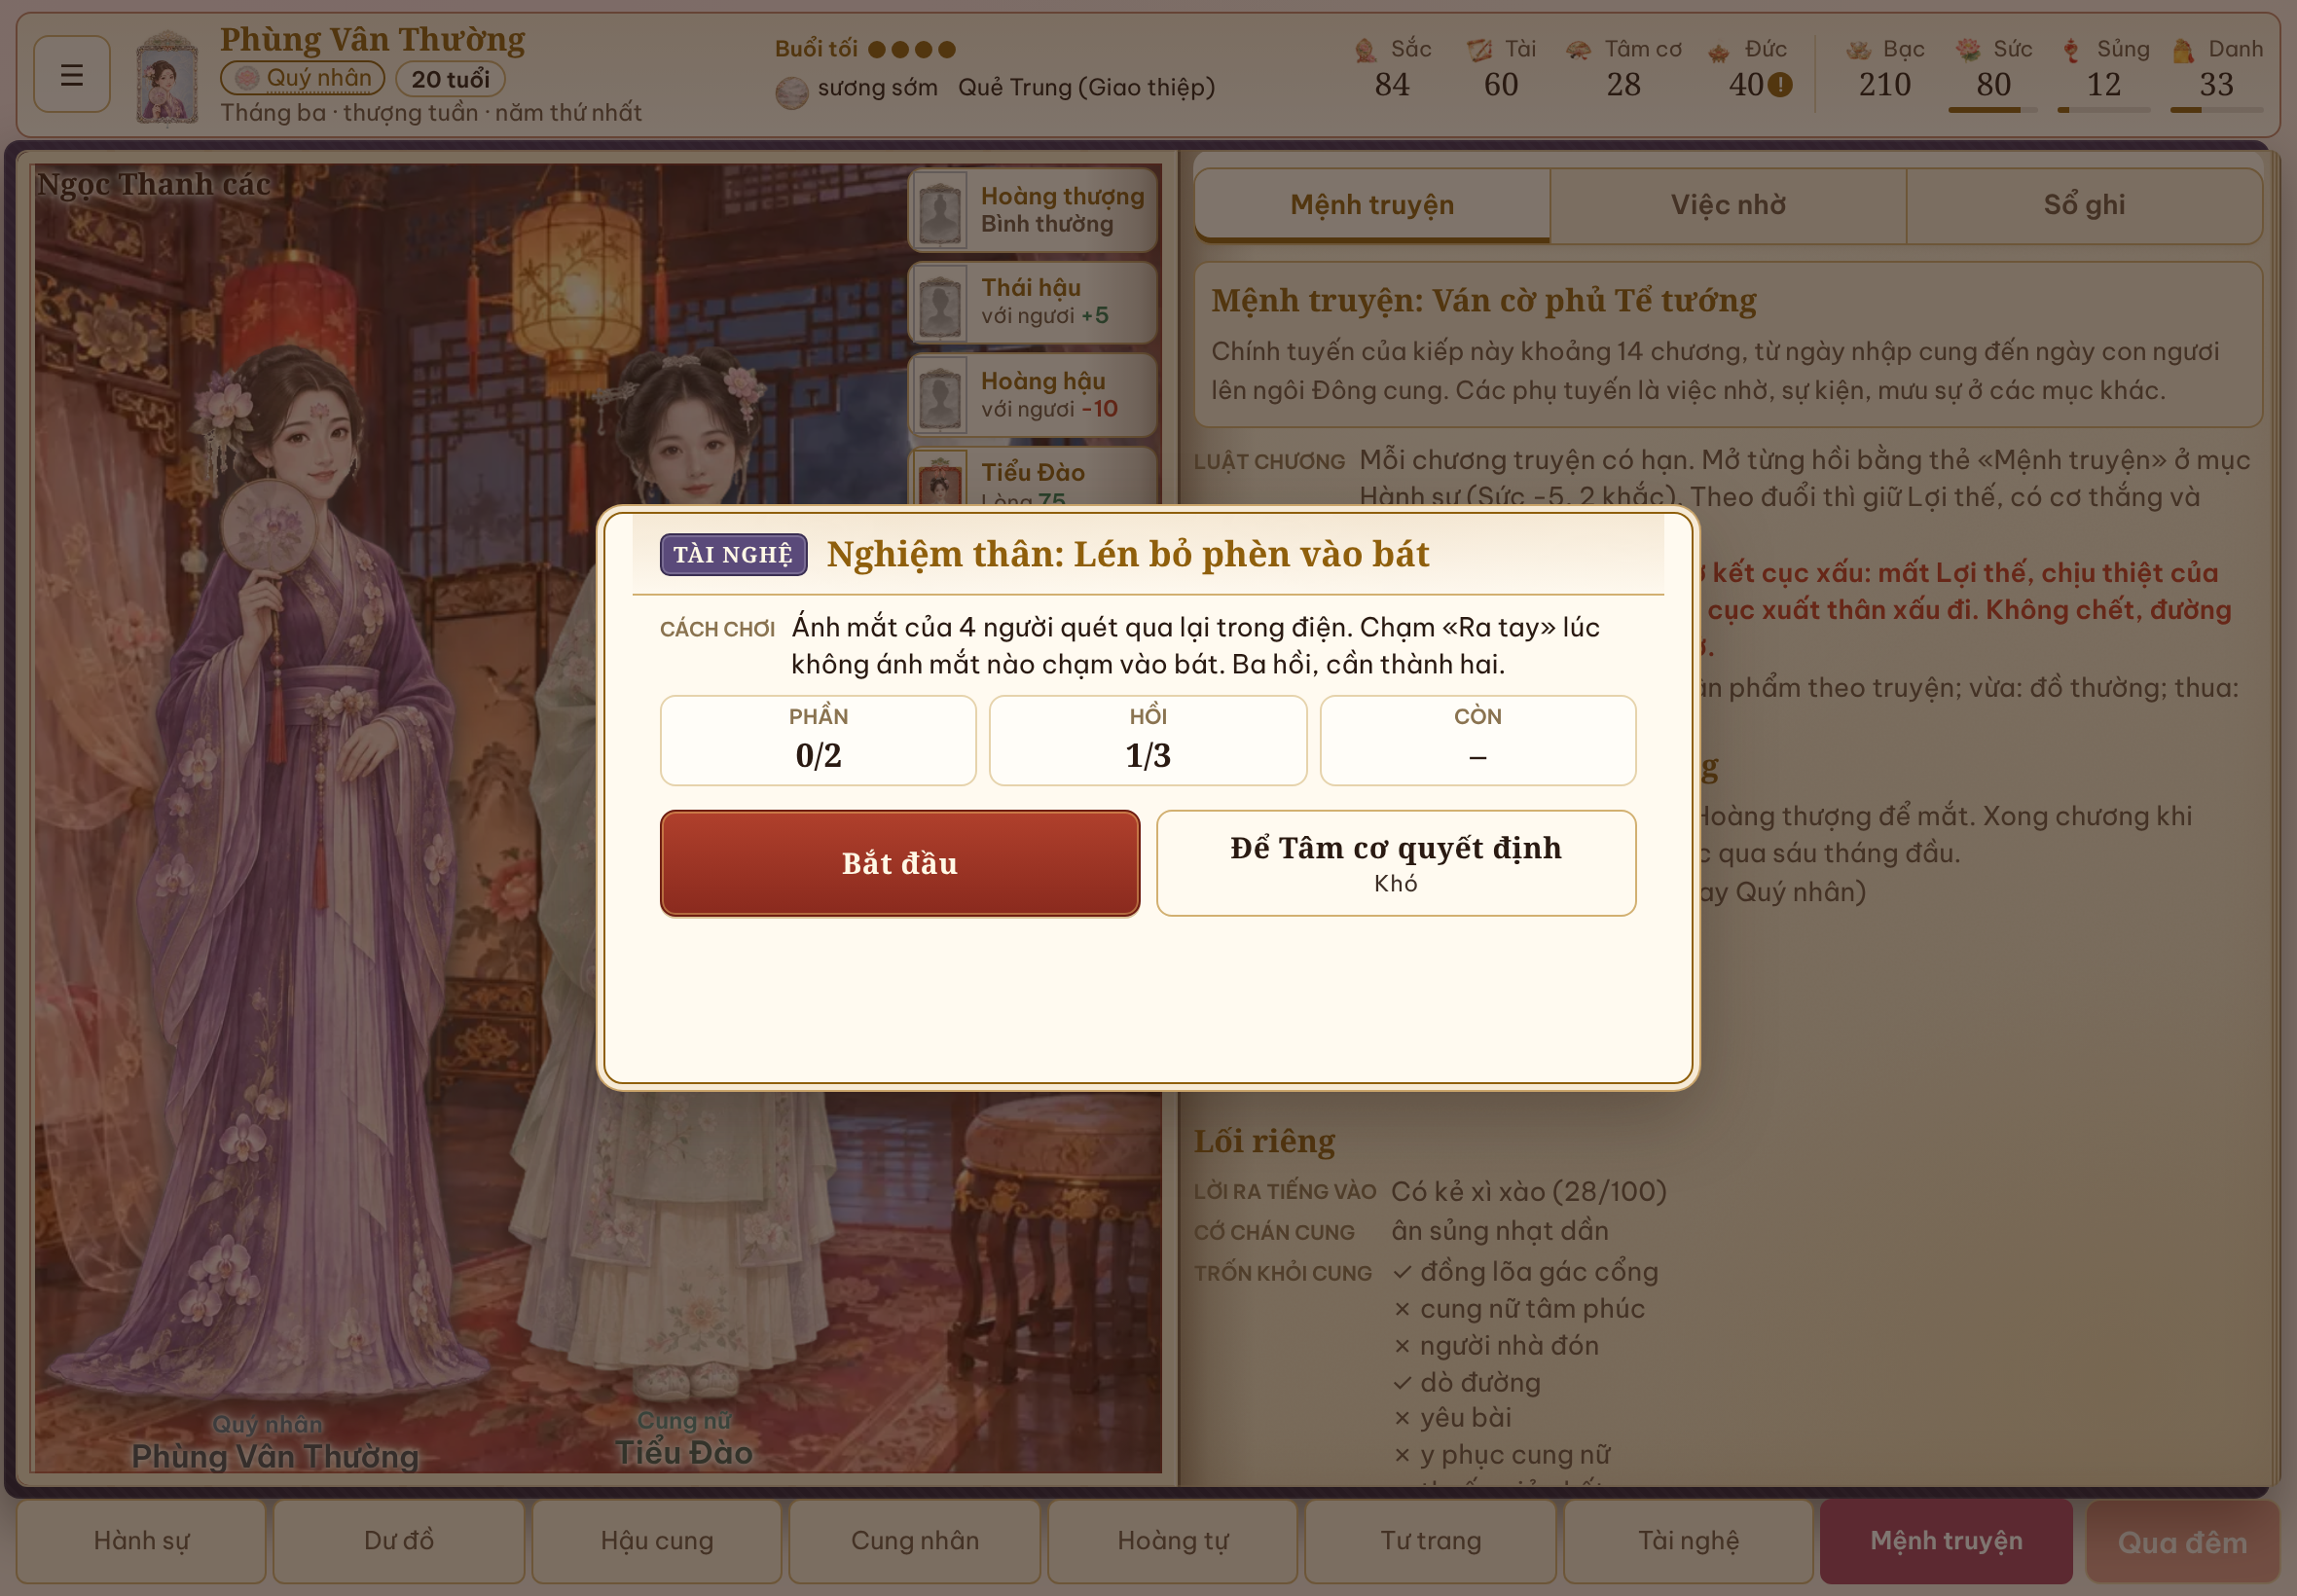 Phùng Vân Thường
Quý nhân
20 tuổi
Tháng ba · thượng tuần · năm thứ nhất
Buổi tối
sương sớm Quẻ Trung (Giao thiệp)
Sắc
84
Tài
60
Tâm cơ
28
Đức
40 !
Bạc
210
Sức
80
Sủng
12
Danh
33
Ngọc Thanh các
Hoàng thượng
Bình thường
Thái hậu
với ngươi +5
Hoàng hậu
với ngươi -10
Tiểu Đào
Lòng 75
Quý nhân
Phùng Vân Thường
Cung nữ
Tiểu Đào
Mệnh truyện
Việc nhờ
Sổ ghi
Mệnh truyện: Ván cờ phủ Tể tướng
Chính tuyến của kiếp này khoảng 14 chương, từ ngày nhập cung đến ngày con ngươi
lên ngôi Đông cung. Các phụ tuyến là việc nhờ, sự kiện, mưu sự ở các mục khác.
LUẬT CHƯƠNG Mỗi chương truyện có hạn. Mở từng hồi bằng thẻ «Mệnh truyện» ở mục
Hành sự (Sức -5, 2 khắc). Theo đuổi thì giữ Lợi thế, có cơ thắng và
kết cục xấu: mất Lợi thế, chịu thiệt của
cục xuất thân xấu đi. Không chết, đường
phẩm theo truyện; vừa: đồ thường; thua:
Hoàng thượng để mắt. Xong chương khi
qua sáu tháng đầu.
Quý nhân)
TÀI NGHỆ
Nghiệm thân: Lén bỏ phèn vào bát
CÁCH CHƠI Ánh mắt của 4 người quét qua lại trong điện. Chạm «Ra tay» lúc
không ánh mắt nào chạm vào bát. Ba hồi, cần thành hai.
PHẦN
0/2
HỒI
1/3
CÒN
–
Bắt đầu
Để Tâm cơ quyết định
Khó
Lối riêng
LỜI RA TIẾNG VÀO Có kẻ xì xào (28/100)
CỚ CHÁN CUNG ân sủng nhạt dần
TRỐN KHỎI CUNG ✓ đồng lõa gác cổng
× cung nữ tâm phúc
× người nhà đón
✓ dò đường
× yêu bài
× y phục cung nữ
Hành sự
Dư đồ
Hậu cung
Cung nhân
Hoàng tự
Tư trang
Tài nghệ
Mệnh truyện
Qua đêm